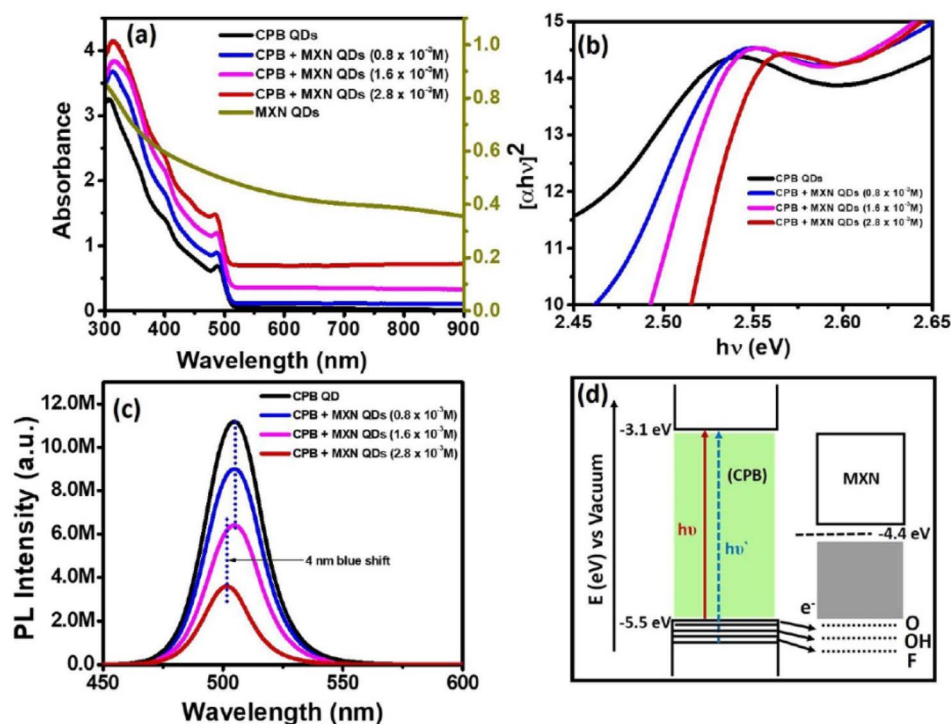 (a)
CPB QDs
CPB + MXN QDs (0.8 x 10⁻³M)
CPB + MXN QDs (1.6 x 10⁻³M)
CPB + MXN QDs (2.8 x 10⁻³M)
MXN QDs
Absorbance
4
3
2
1
0
1.0
0.8
0.6
0.4
0.2
0.0
300 400 500 600 700 800 900
Wavelength (nm)
(b)
[αhν]²
15
14
13
12
11
10
CPB QDs
CPB + MXN QDs (0.8 x 10⁻³M)
CPB + MXN QDs (1.6 x 10⁻³M)
CPB + MXN QDs (2.8 x 10⁻³M)
2.45 2.50 2.55 2.60 2.65
hν (eV)
(c)
CPB QD
CPB + MXN QDs (0.8 x 10⁻³M)
CPB + MXN QDs (1.6 x 10⁻³M)
CPB + MXN QDs (2.8 x 10⁻³M)
PL Intensity (a.u.)
12.0M
10.0M
8.0M
6.0M
4.0M
2.0M
0.0
4 nm blue shift
450 500 550 600
Wavelength (nm)
(d)
E (eV) vs Vacuum
-3.1 eV
(CPB)
MXN
hυ
hυ`
-4.4 eV
-5.5 eV
e⁻
O
OH
F